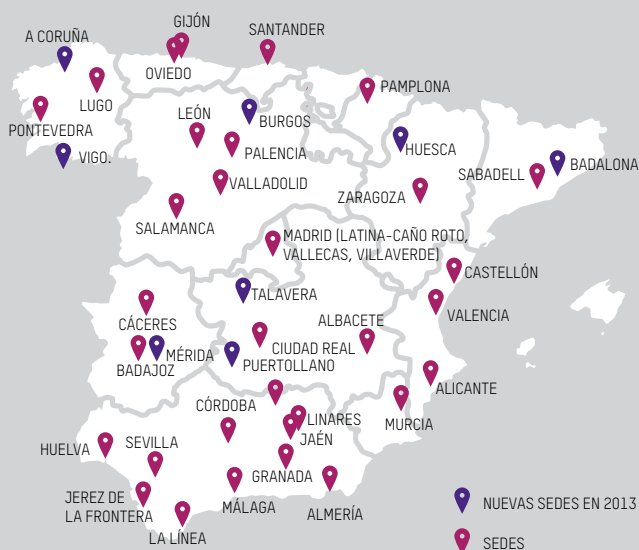 GIJÓN
SANTANDER
A CORUÑA
OVIEDO
PAMPLONA
LUGO
LEÓN
BURGOS
PONTEVEDRA
HUESCA
PALENCIA
VIGO.
BADALONA
SABADELL
VALLADOLID
ZARAGOZA
SALAMANCA
MADRID (LATINA-CAÑO ROTO,
VALLECAS, VILLAVERDE)
CASTELLÓN
TALAVERA
VALENCIA
CÁCERES
ALBACETE
CIUDAD REAL
MÉRIDA
BADAJOZ
PUERTOLLANO
ALICANTE
CÓRDOBA
LINARES
MURCIA
JAÉN
HUELVA
SEVILLA
GRANADA
JEREZ DE
LA FRONTERA
MÁLAGA
ALMERÍA
LA LÍNEA
NUEVAS SEDES EN 2013
SEDES